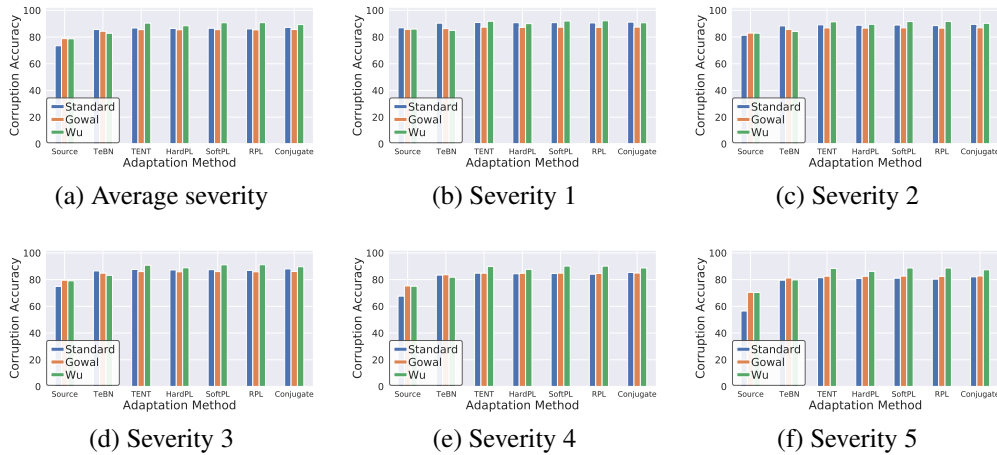 100
80
60
40
20
0
Corruption Accuracy
Standard
Gowal
Wu
Source TeBN TENT HardPL SoftPL RPL Conjugate
Adaptation Method
(a) Average severity
100
80
60
40
20
0
Corruption Accuracy
Standard
Gowal
Wu
Source TeBN TENT HardPL SoftPL RPL Conjugate
Adaptation Method
(b) Severity 1
100
80
60
40
20
0
Corruption Accuracy
Standard
Gowal
Wu
Source TeBN TENT HardPL SoftPL RPL Conjugate
Adaptation Method
(c) Severity 2
100
80
60
40
20
0
Corruption Accuracy
Standard
Gowal
Wu
Source TeBN TENT HardPL SoftPL RPL Conjugate
Adaptation Method
(d) Severity 3
100
80
60
40
20
0
Corruption Accuracy
Standard
Gowal
Wu
Source TeBN TENT HardPL SoftPL RPL Conjugate
Adaptation Method
(e) Severity 4
100
80
60
40
20
0
Corruption Accuracy
Standard
Gowal
Wu
Source TeBN TENT HardPL SoftPL RPL Conjugate
Adaptation Method
(f) Severity 5